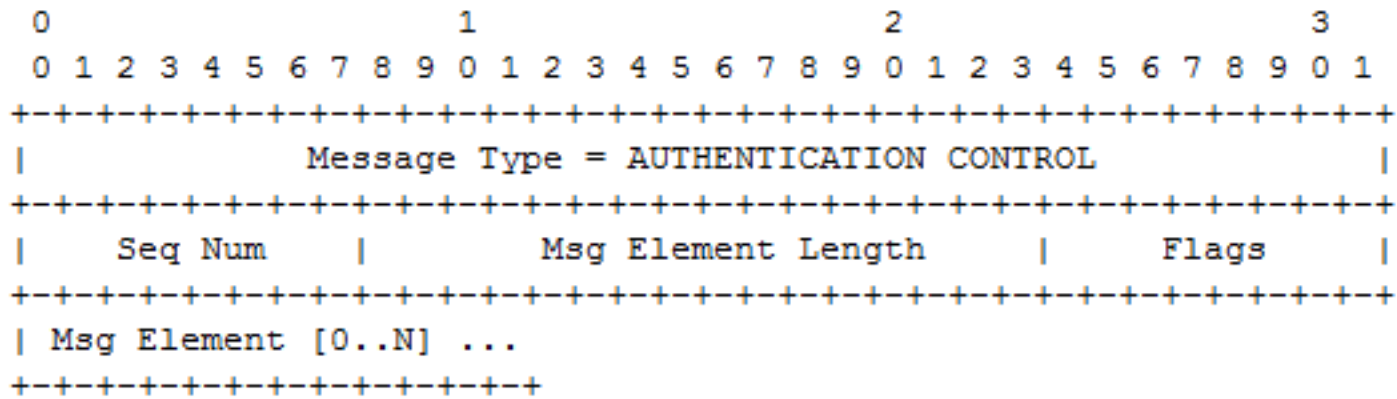 0                   1                   2                   3
 0 1 2 3 4 5 6 7 8 9 0 1 2 3 4 5 6 7 8 9 0 1 2 3 4 5 6 7 8 9 0 1
+-+-+-+-+-+-+-+-+-+-+-+-+-+-+-+-+-+-+-+-+-+-+-+-+-+-+-+-+-+-+-+-+
|             Message Type = AUTHENTICATION CONTROL             |
+-+-+-+-+-+-+-+-+-+-+-+-+-+-+-+-+-+-+-+-+-+-+-+-+-+-+-+-+-+-+-+-+
|    Seq Num    |        Msg Element Length     |     Flags     |
+-+-+-+-+-+-+-+-+-+-+-+-+-+-+-+-+-+-+-+-+-+-+-+-+-+-+-+-+-+-+-+-+
| Msg Element [0..N] ...
+-+-+-+-+-+-+-+-+-+-+-+-+